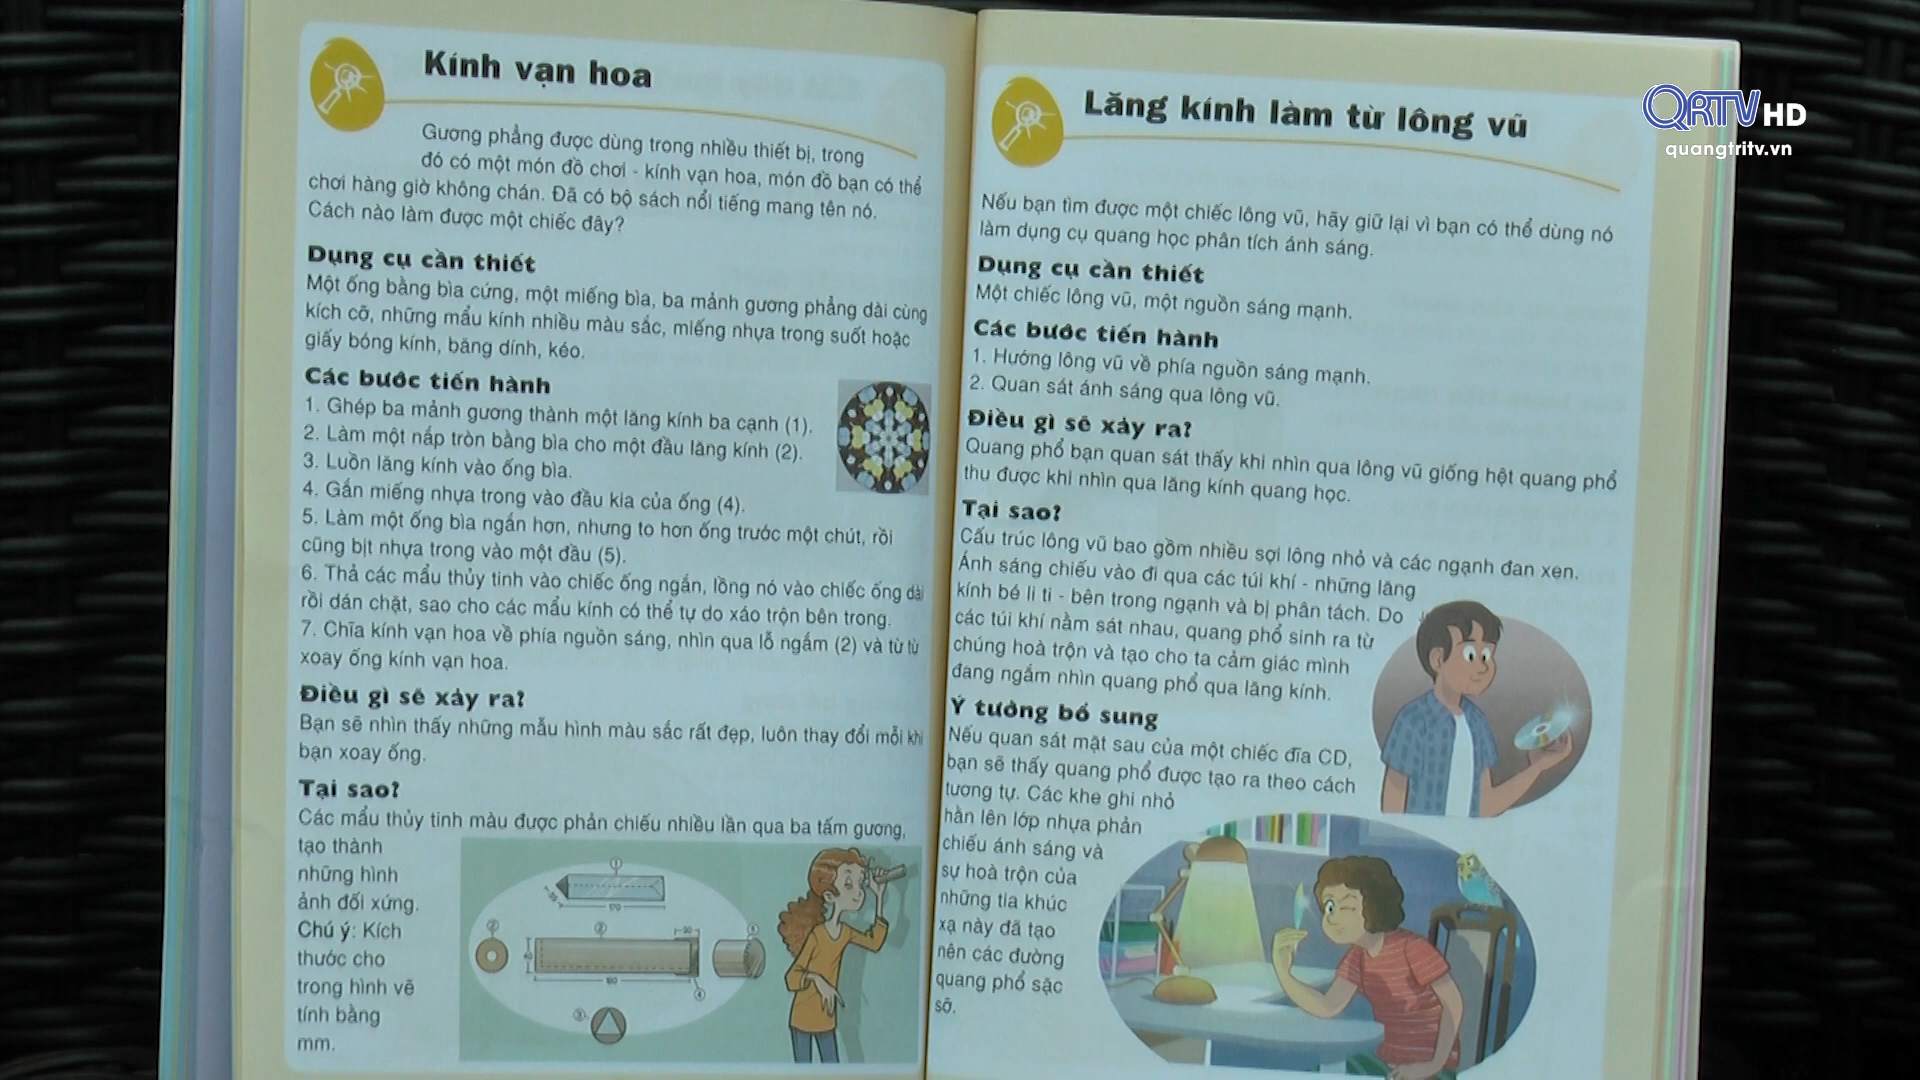 Kính vạn hoa
Gương phẳng được dùng trong nhiều thiết bị, trong
đó có một món đồ chơi - kính vạn hoa, món đồ bạn có thể
chơi hàng giờ không chán. Đã có bộ sách nổi tiếng mang tên nó.
Cách nào làm được một chiếc đây?
Dụng cụ cần thiết
Một ống bằng bìa cứng, một miếng bìa, ba mảnh gương phẳng dài cùng
kích cỡ, những mẩu kính nhiều màu sắc, miếng nhựa trong suốt hoặc
giấy bóng kính, băng dính, kéo.
Các bước tiến hành
1. Ghép ba mảnh gương thành một lăng kính ba cạnh (1).
2. Làm một nắp tròn bằng bìa cho một đầu lăng kính (2).
3. Luồn lăng kính vào ống bìa.
4. Gắn miếng nhựa trong vào đầu kia của ống (4).
5. Làm một ống bìa ngắn hơn, nhưng to hơn ống trước một chút, rồi
cũng bịt nhựa trong vào một đầu (5).
6. Thả các mẩu thủy tinh vào chiếc ống ngắn, lồng nó vào chiếc ống dài
rồi dán chặt, sao cho các mẩu kính có thể tự do xáo trộn bên trong.
7. Chĩa kính vạn hoa về phía nguồn sáng, nhìn qua lỗ ngắm (2) và từ từ
xoay ống kính vạn hoa.
Điều gì sẽ xảy ra?
Bạn sẽ nhìn thấy những mẫu hình màu sắc rất đẹp, luôn thay đổi mỗi khi
bạn xoay ống.
Tại sao?
Các mẩu thủy tinh màu được phản chiếu nhiều lần qua ba tấm gương,
tạo thành
những hình
ảnh đối xứng.
Chú ý: Kích
thước cho
trong hình vẽ
tính bằng
mm.
1
170
2
2
30
180
4
3
Lăng kính làm từ lông vũ
Nếu bạn tìm được một chiếc lông vũ, hãy giữ lại vì bạn có thể dùng nó
làm dụng cụ quang học phân tích ánh sáng.
Dụng cụ cần thiết
Một chiếc lông vũ, một nguồn sáng mạnh.
Các bước tiến hành
1. Hướng lông vũ về phía nguồn sáng mạnh.
2. Quan sát ánh sáng qua lông vũ.
Điều gì sẽ xảy ra?
Quang phổ bạn quan sát thấy khi nhìn qua lông vũ giống hệt quang phổ
thu được khi nhìn qua lăng kính quang học.
Tại sao?
Cấu trúc lông vũ bao gồm nhiều sợi lông nhỏ và các ngạnh đan xen.
Ánh sáng chiếu vào đi qua các túi khí - những lăng
kính bé li ti - bên trong ngạnh và bị phân tách. Do
các túi khí nằm sát nhau, quang phổ sinh ra từ
chúng hoà trộn và tạo cho ta cảm giác mình
đang ngắm nhìn quang phổ qua lăng kính.
Ý tưởng bổ sung
Nếu quan sát mặt sau của một chiếc đĩa CD,
bạn sẽ thấy quang phổ được tạo ra theo cách
tương tự. Các khe ghi nhỏ
hằn lên lớp nhựa phản
chiếu ánh sáng và
sự hoà trộn của
những tia khúc
xạ này đã tạo
nên các đường
quang phổ sặc
sỡ.
QRTV HD
quangtritv.vn